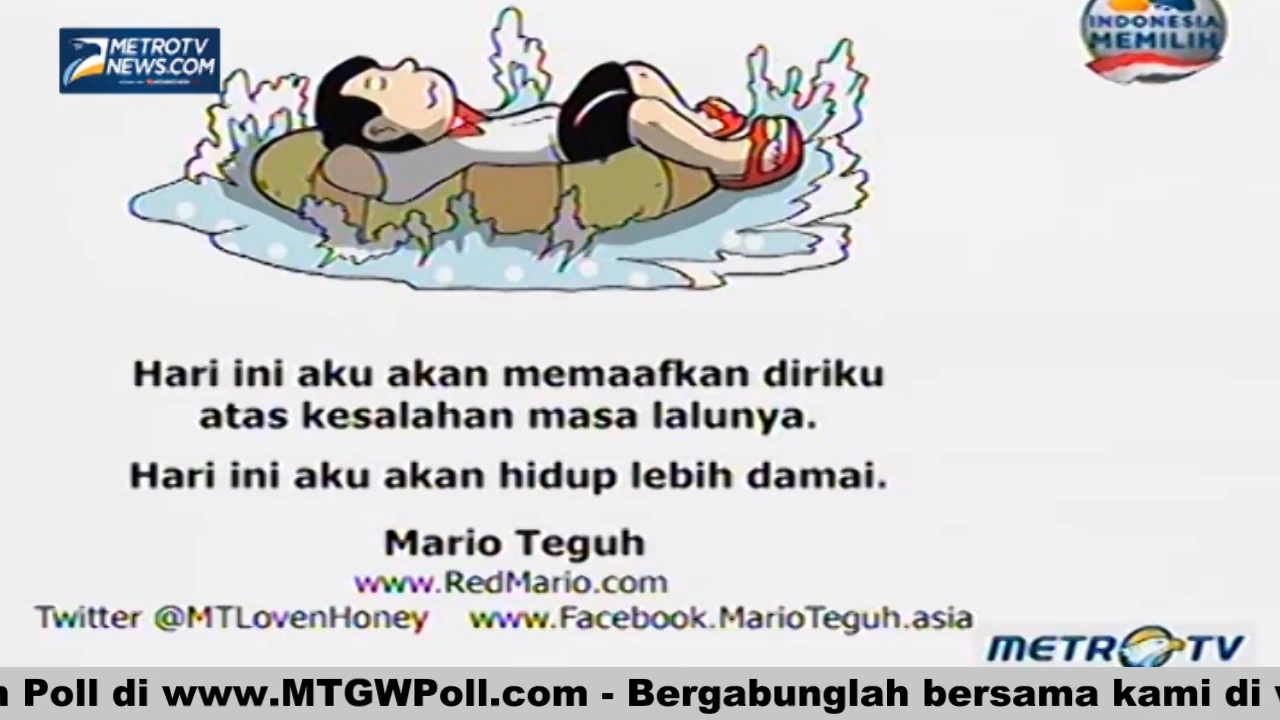 METROTV
NEWS.COM
INDONESIA
MEMILIH
Hari ini aku akan memaafkan diriku
atas kesalahan masa lalunya.
Hari ini aku akan hidup lebih damai.
Mario Teguh
www.RedMario.com
Twitter @MTLovenHoney www.Facebook.MarioTeguh.asia
METRO TV
Poll di www.MTGWPoll.com - Bergabunglah bersama kami di